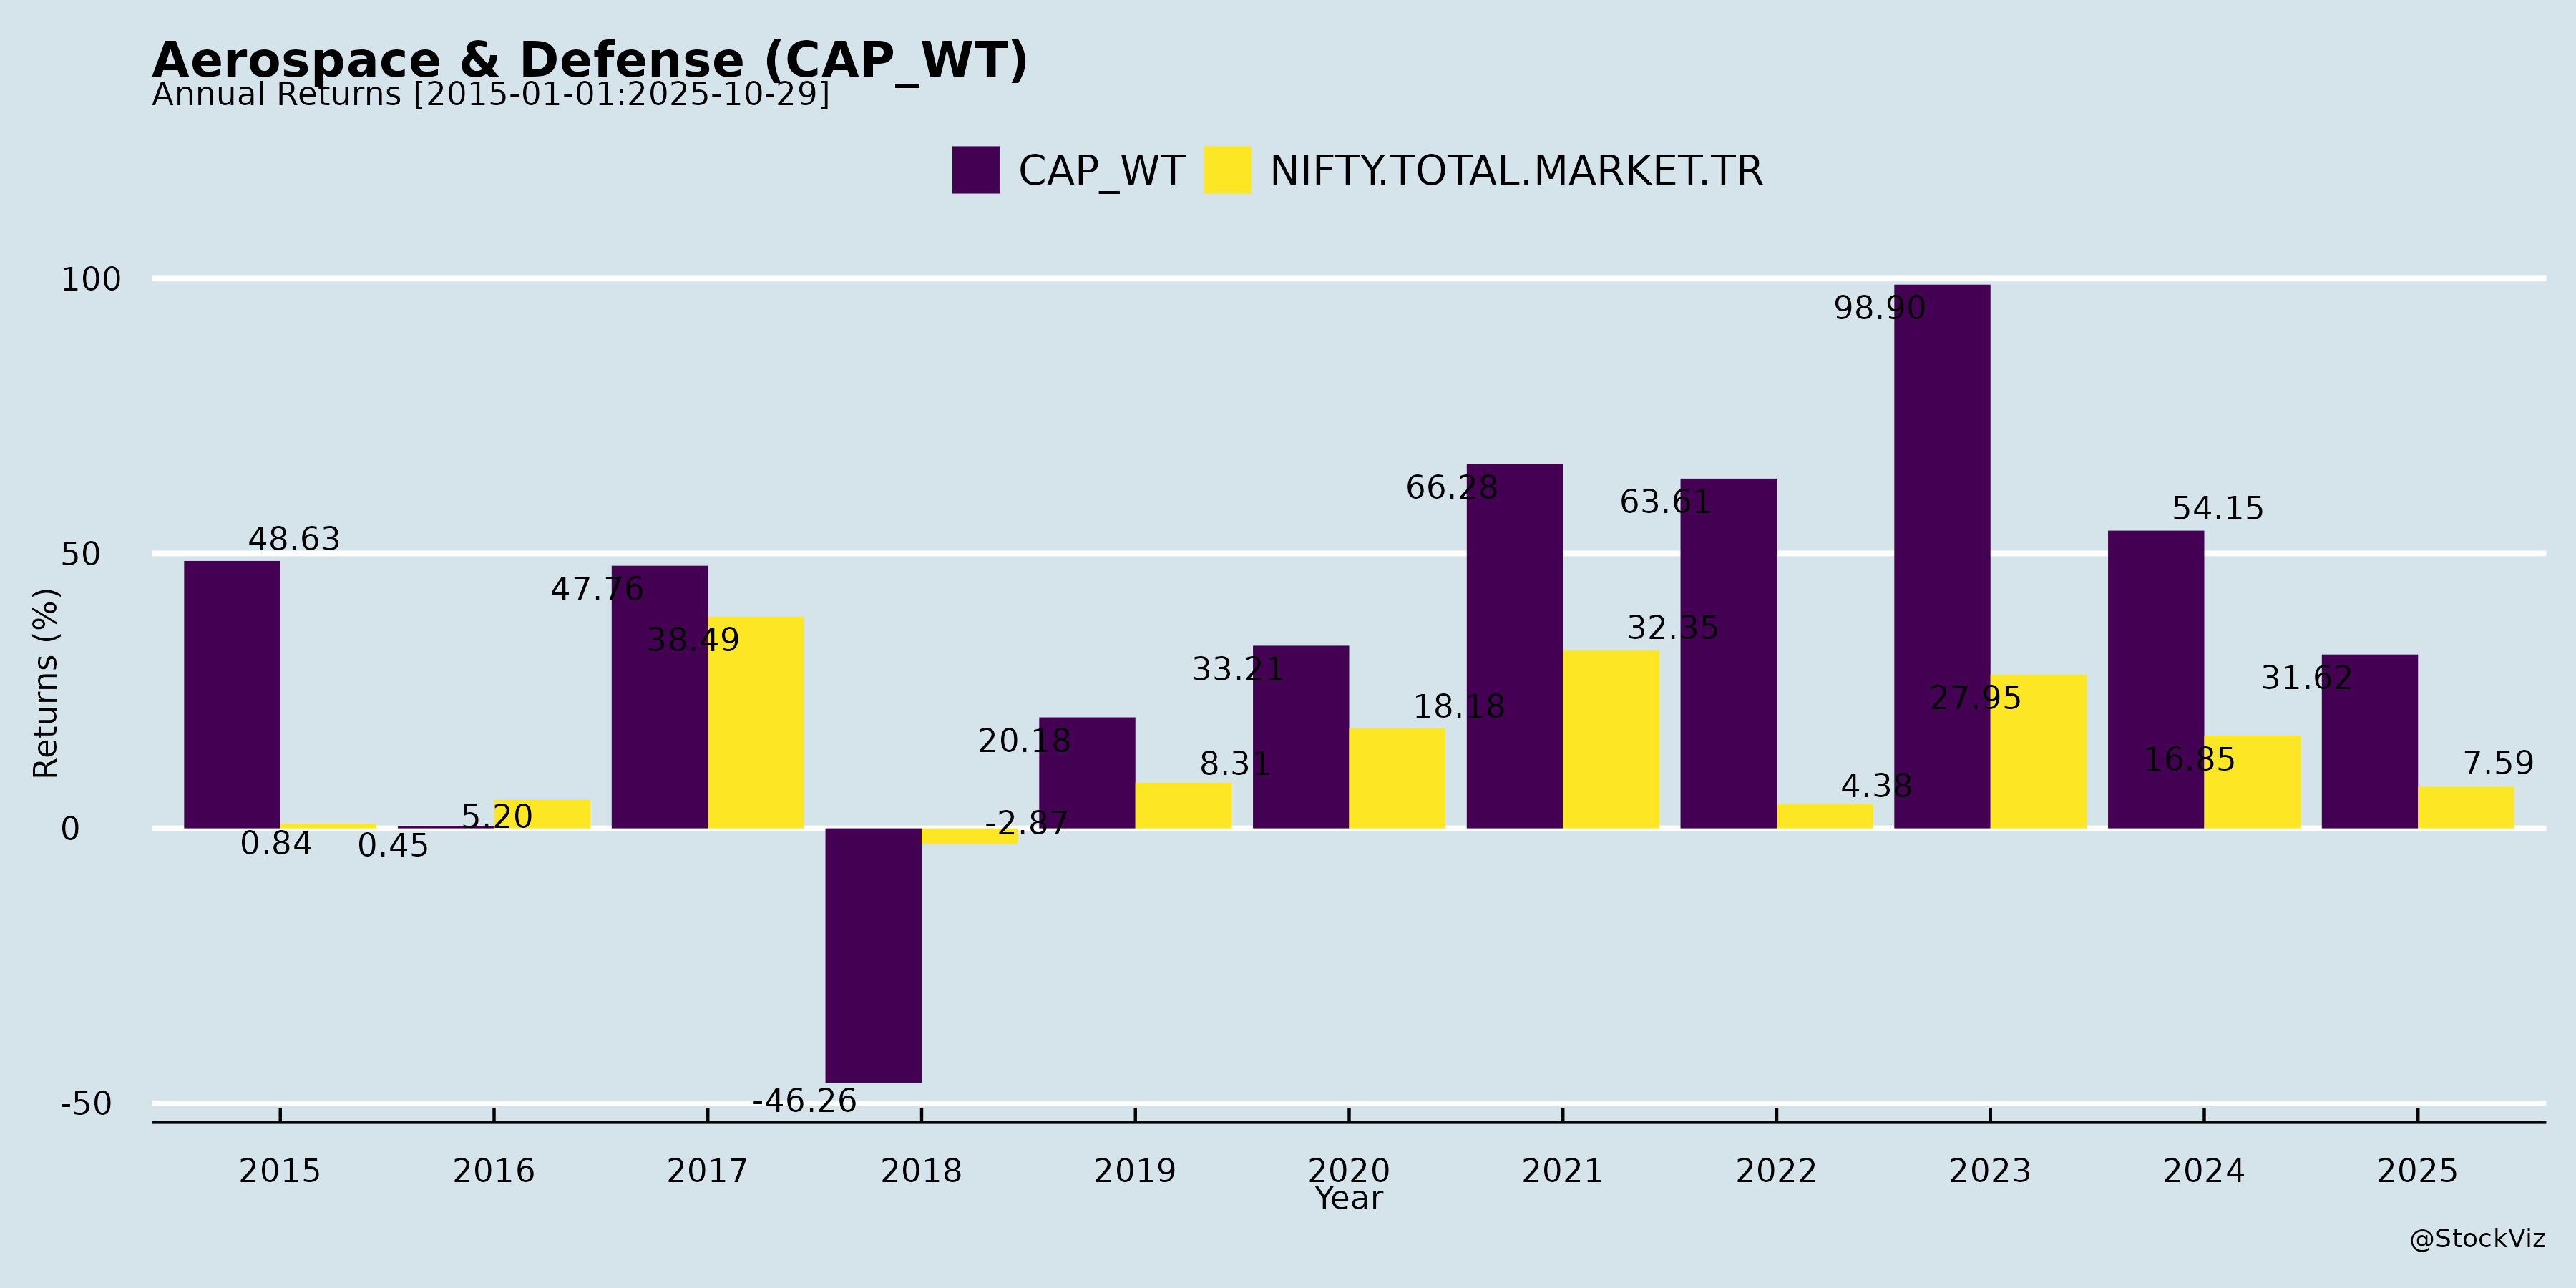 Aerospace & Defense (CAP_WT)
Annual Returns [2015-01-01:2025-10-29]
CAP_WT NIFTY.TOTAL.MARKET.TR
100
98.90
66.28 63.61 54.15
48.63
50
47.76
38.49 32.35
33.21 27.95 31.62
20.18 18.18 16.85
8.31 4.38 7.59
5.20 -2.87
0
0.84 0.45
-46.26
-50
Returns (%)
2015 2016 2017 2018 2019 2020 2021 2022 2023 2024 2025
Year
@StockViz